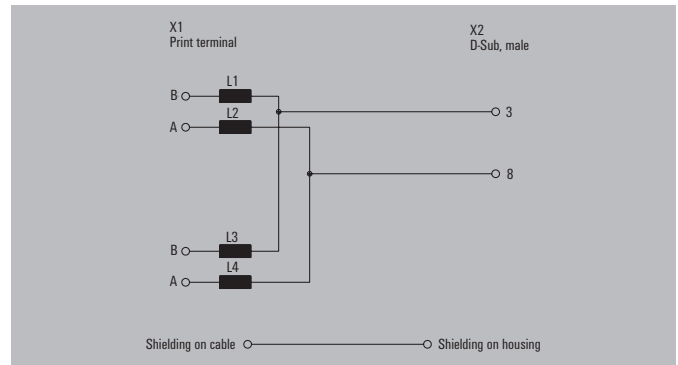 X1
Print terminal
X2
D-Sub, male
L1
B
3
L2
A
8
L3
B
L4
A
Shielding on cable
Shielding on housing